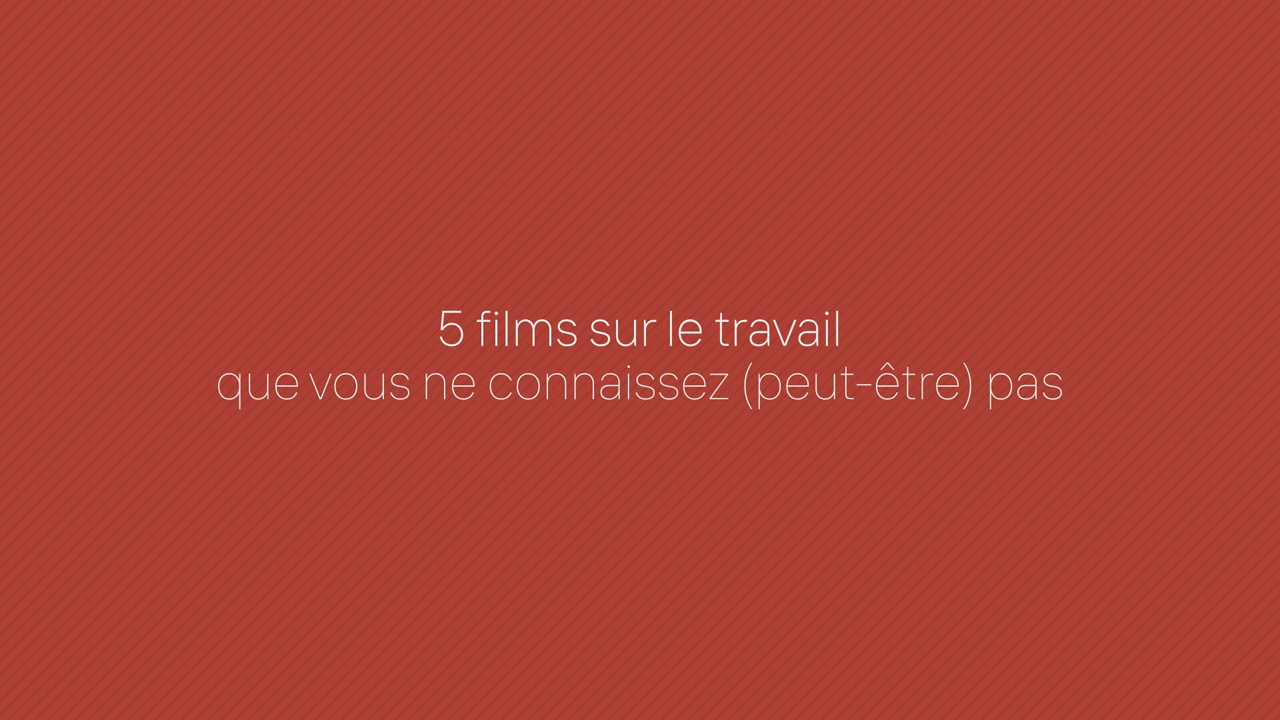 5 films sur le travail
que vous ne connaissez (peut-être) pas